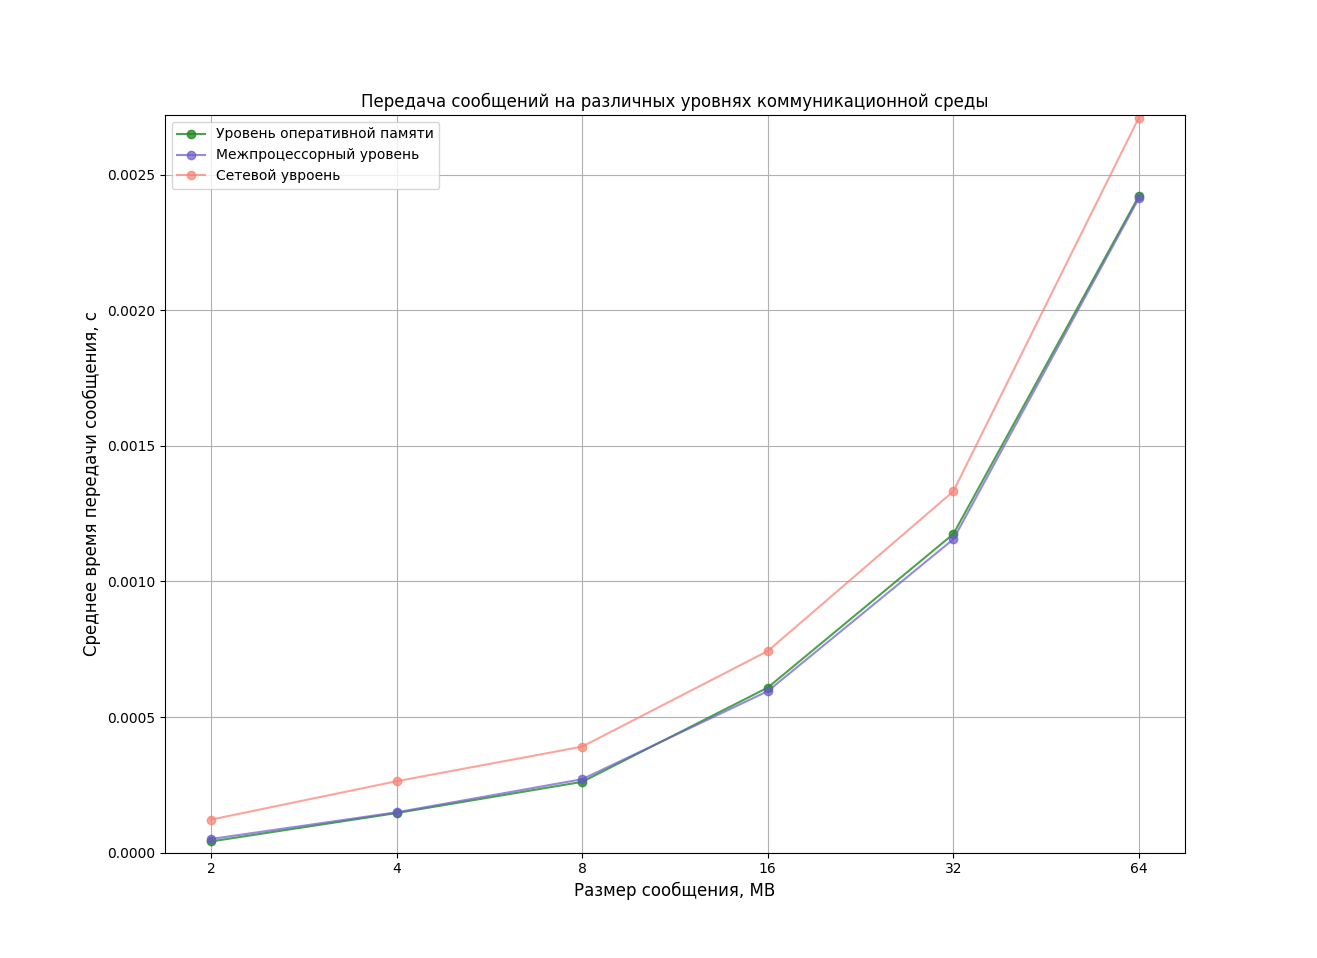 Передача сообщений на различных уровнях коммуникационной среды
Уровень оперативной памяти
Межпроцессорный уровень
Сетевой увроень
Среднее время передачи сообщения, с
0.0025
0.0020
0.0015
0.0010
0.0005
0.0000
2 4 8 16 32 64
Размер сообщения, MB